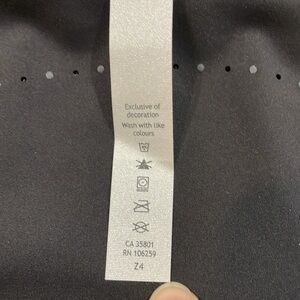 Exclusive of
decoration
Wash with like
colours
CA 35801
RN 106259
Z4